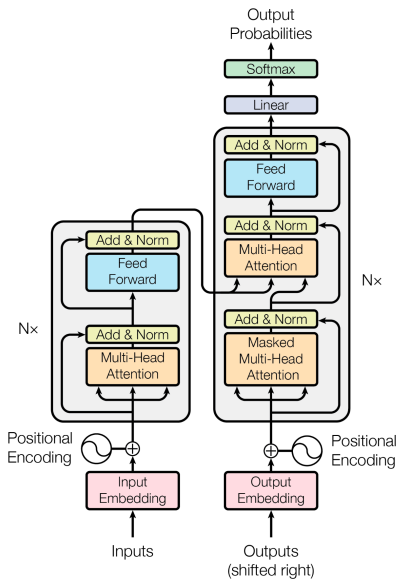 Output
Probabilities
Softmax
Linear
Add & Norm
Feed
Forward
Add & Norm
Multi-Head
Attention
Add & Norm
Masked
Multi-Head
Attention
N×
Add & Norm
Feed
Forward
N×
Add & Norm
Multi-Head
Attention
Positional
Encoding
Positional
Encoding
Input
Embedding
Output
Embedding
Inputs
Outputs
(shifted right)